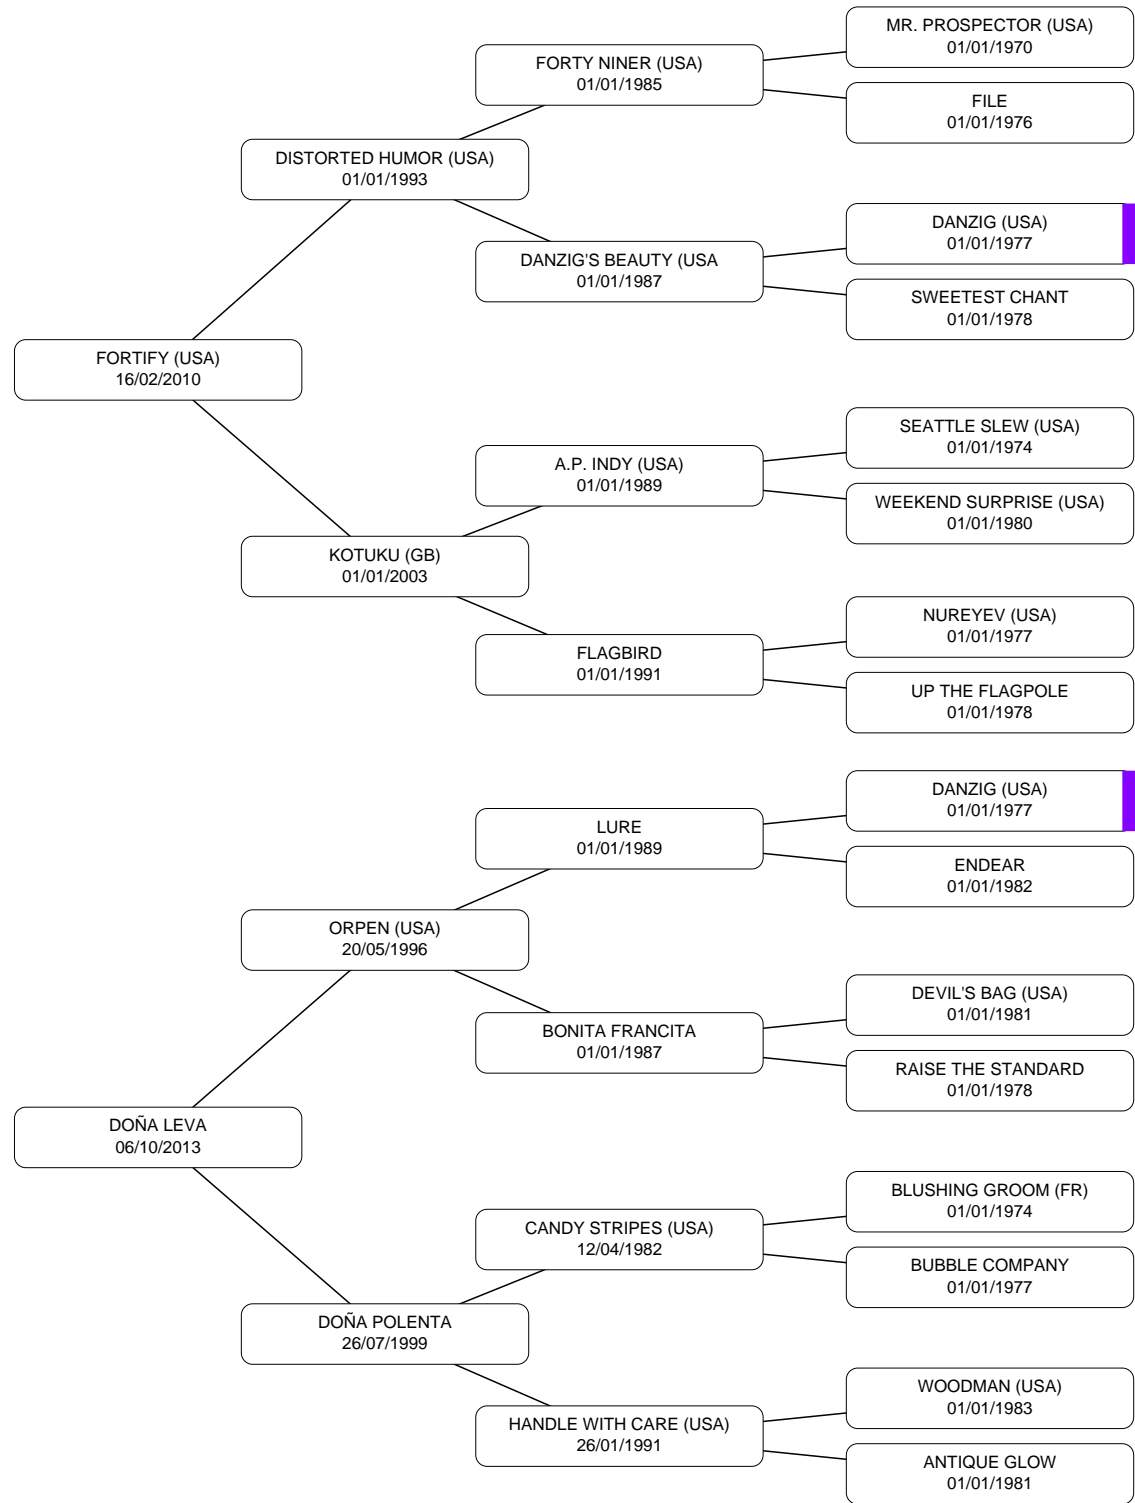 MR. PROSPECTOR (USA)
01/01/1970
FORTY NINER (USA)
01/01/1985
FILE
01/01/1976
DISTORTED HUMOR (USA)
01/01/1993
DANZIG (USA)
01/01/1977
DANZIG'S BEAUTY (USA
01/01/1987
SWEETEST CHANT
01/01/1978
FORTIFY (USA)
16/02/2010
SEATTLE SLEW (USA)
01/01/1974
A.P. INDY (USA)
01/01/1989
WEEKEND SURPRISE (USA)
01/01/1980
KOTUKU (GB)
01/01/2003
NUREYEV (USA)
01/01/1977
FLAGBIRD
01/01/1991
UP THE FLAGPOLE
01/01/1978
DANZIG (USA)
01/01/1977
LURE
01/01/1989
ENDEAR
01/01/1982
ORPEN (USA)
20/05/1996
DEVIL'S BAG (USA)
01/01/1981
BONITA FRANCITA
01/01/1987
RAISE THE STANDARD
01/01/1978
DOÑA LEVA
06/10/2013
BLUSHING GROOM (FR)
01/01/1974
CANDY STRIPES (USA)
12/04/1982
BUBBLE COMPANY
01/01/1977
DOÑA POLENTA
26/07/1999
WOODMAN (USA)
01/01/1983
HANDLE WITH CARE (USA)
26/01/1991
ANTIQUE GLOW
01/01/1981